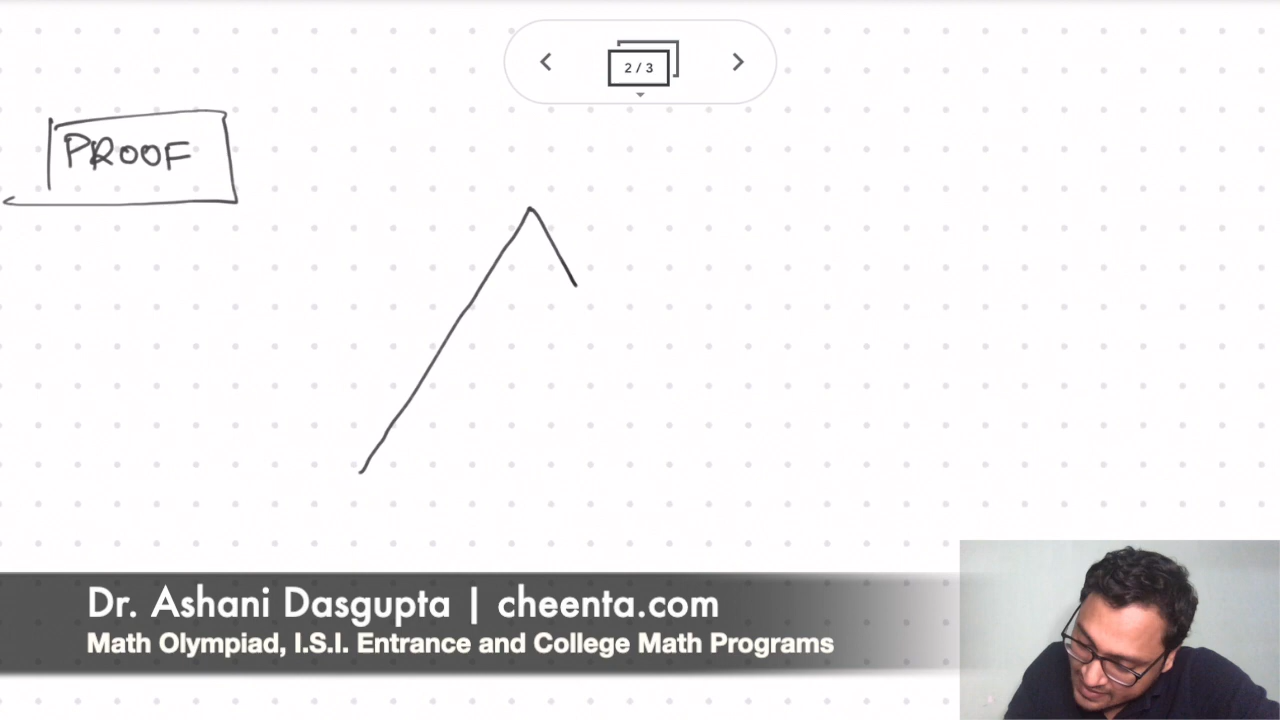 2 / 3
PROOF
Dr. Ashani Dasgupta | cheenta.com
Math Olympiad, I.S.I. Entrance and College Math Programs